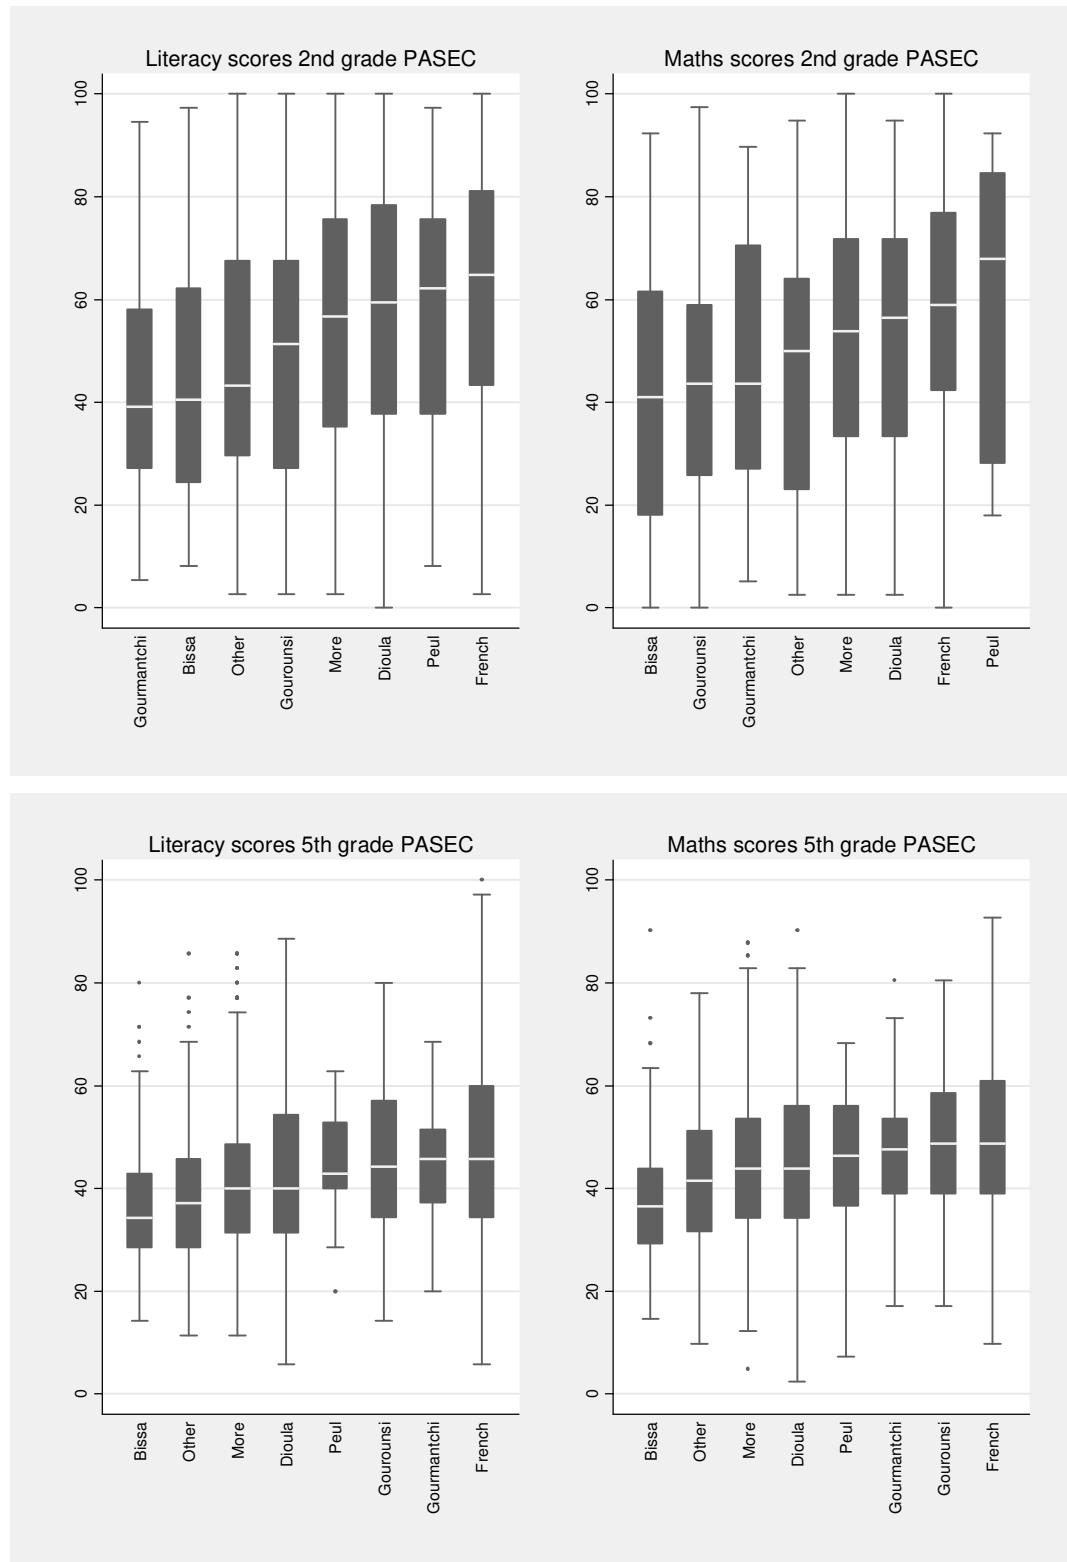 Literacy scores 2nd grade PASEC
100
80
60
40
20
0
Gourmantchi
Bissa
Other
Gourounsi
More
Dioula
Peul
French
Maths scores 2nd grade PASEC
100
80
60
40
20
0
Bissa
Gourounsi
Gourmantchi
Other
More
Dioula
French
Peul
Literacy scores 5th grade PASEC
100
80
60
40
20
0
Bissa
Other
More
Dioula
Peul
Gourounsi
Gourmantchi
French
Maths scores 5th grade PASEC
100
80
60
40
20
0
Bissa
Other
More
Dioula
Peul
Gourmantchi
Gourounsi
French